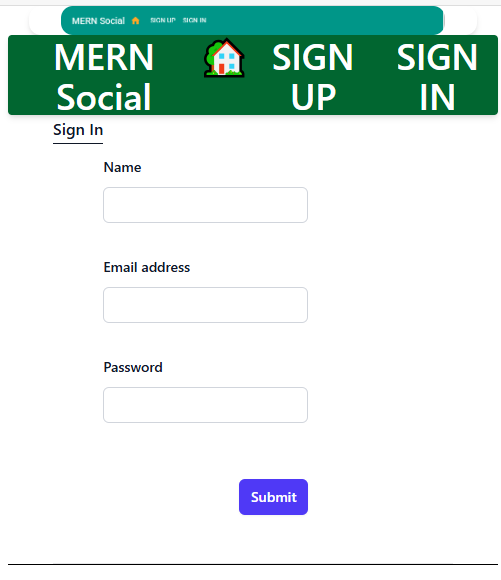 MERN Social SIGN UP SIGN IN
MERN Social SIGN UP SIGN IN
Sign In
Name
Email address
Password
Submit